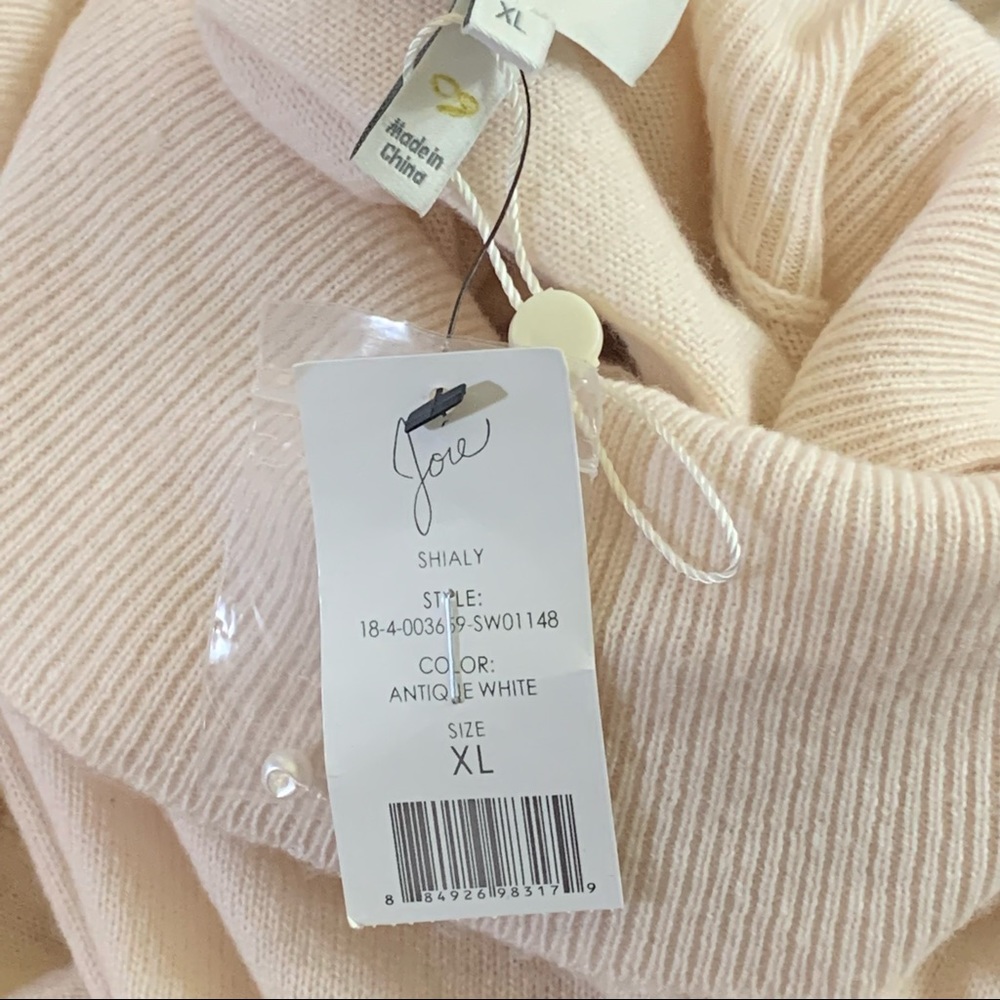 XL
Made in
China
Joie
SHIALY
STYLE:
18-4-003659-SW01148
COLOR:
ANTIQUE WHITE
SIZE
XL
8 84926 98317 9